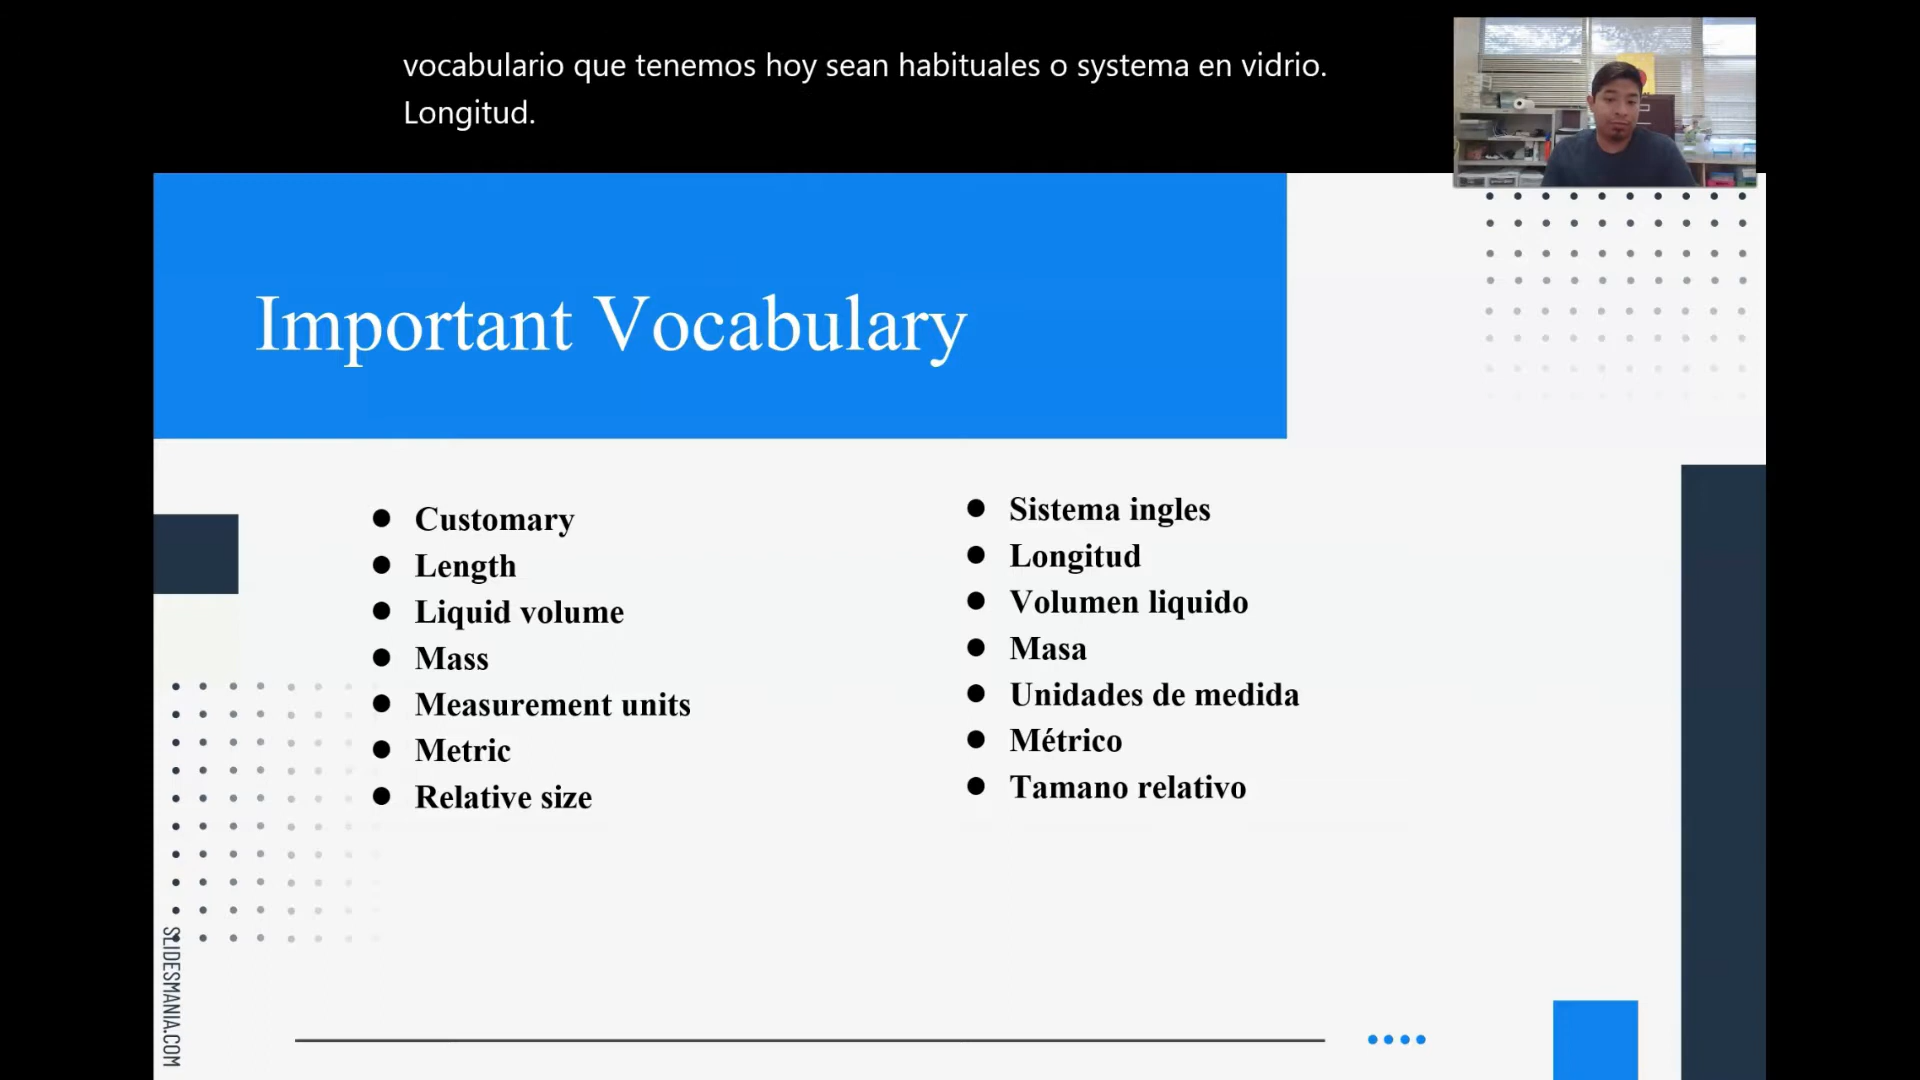 vocabulario que tenemos hoy sean habituales o systema en vidrio.
Longitud.
Important Vocabulary
Customary
Length
Liquid volume
Mass
Measurement units
Metric
Relative size
Sistema ingles
Longitud
Volumen liquido
Masa
Unidades de medida
Métrico
Tamano relativo
SLIDESMANIA.COM